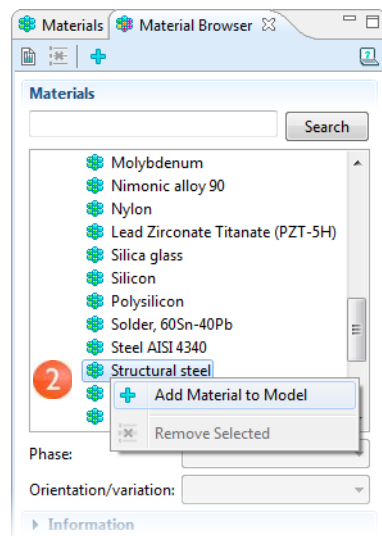 Materials Material Browser
Materials
Search
Molybdenum
Nimonic alloy 90
Nylon
Lead Zirconate Titanate (PZT-5H)
Silica glass
Silicon
Polysilicon
Solder, 60Sn-40Pb
Steel AISI 4340
2 Structural steel
Add Material to Model
Remove Selected
Phase:
Orientation/variation:
Information